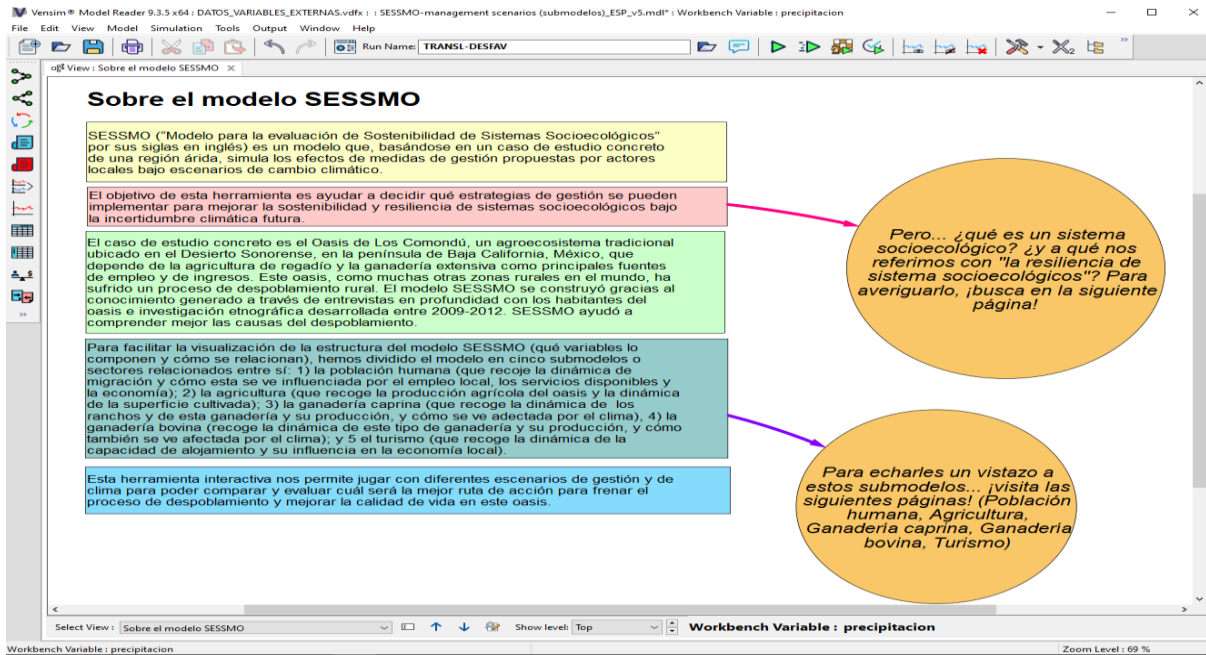 Vensim® Model Reader 9.3.5 x64 : DATOS_VARIABLES_EXTERNAS.vdfx : : SESSMO-management scenarios (submodelos)_ESP_v5.mdl* : Workbench Variable : precipitacion
File Edit View Model Simulation Tools Output Window Help
Run Name: TRANSL-DESFAV
View : Sobre el modelo SESSMO
Sobre el modelo SESSMO
SESSMO ("Modelo para la evaluación de Sostenibilidad de Sistemas Socioecológicos"
por sus siglas en inglés) es un modelo que, basándose en un caso de estudio concreto
de una región árida, simula los efectos de medidas de gestión propuestas por actores
locales bajo escenarios de cambio climático.
El objetivo de esta herramienta es ayudar a decidir qué estrategias de gestión se pueden
implementar para mejorar la sostenibilidad y resiliencia de sistemas socioecológicos bajo
la incertidumbre climática futura.
El caso de estudio concreto es el Oasis de Los Comondú, un agroecosistema tradicional
ubicado en el Desierto Sonorense, en la península de Baja California, México, que
depende de la agricultura de regadío y la ganadería extensiva como principales fuentes
de empleo y de ingresos. Este oasis, como muchas otras zonas rurales en el mundo, ha
sufrido un proceso de despoblamiento rural. El modelo SESSMO se construyó gracias al
conocimiento generado a través de entrevistas en profundidad con los habitantes del
oasis e investigación etnográfica desarrollada entre 2009-2012. SESSMO ayudó a
comprender mejor las causas del despoblamiento.
Para facilitar la visualización de la estructura del modelo SESSMO (qué variables lo
componen y cómo se relacionan), hemos dividido el modelo en cinco submodelos o
sectores relacionados entre sí: 1) la población humana (que recoje la dinámica de
migración y cómo esta se ve influenciada por el empleo local, los servicios disponibles y
la economía); 2) la agricultura (que recoge la producción agrícola del oasis y la dinámica
de la superficie cultivada); 3) la ganadería caprina (que recoge la dinámica de los
ranchos y de esta ganadería y su producción, y cómo se ve adectada por el clima), 4) la
ganadería bovina (recoge la dinámica de este tipo de ganadería y su producción, y cómo
también se ve afectada por el clima); y 5 el turismo (que recoge la dinámica de la
capacidad de alojamiento y su influencia en la economía local).
Esta herramienta interactiva nos permite jugar con diferentes escenarios de gestión y de
clima para poder comparar y evaluar cuál será la mejor ruta de acción para frenar el
proceso de despoblamiento y mejorar la calidad de vida en este oasis.
Pero... ¿qué es un sistema
socioecológico? ¿y a qué nos
referimos con "la resiliencia de
sistema socioecológicos"? Para
averiguarlo, ¡busca en la siguiente
página!
Para echarles un vistazo a
estos submodelos... ¡visita las
siguientes páginas! (Población
humana, Agricultura,
Ganadería caprina, Ganadería
bovina, Turismo)
Select View : Sobre el modelo SESSMO Show level: Top Workbench Variable : precipitacion
Workbench Variable : precipitacion Zoom Level : 69 %